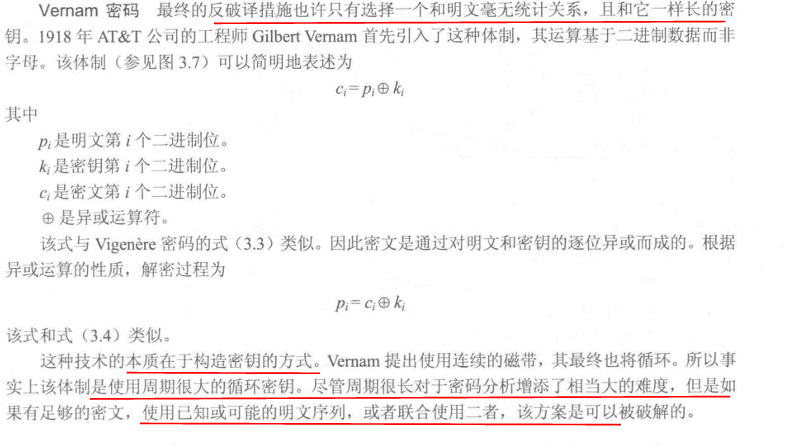 Vernam 密码 最终的反破译措施也许只有选择一个和明文毫无统计关系，且和它一样长的密
钥。1918 年 AT&T 公司的工程师 Gilbert Vernam 首先引入了这种体制，其运算基于二进制数据而非
字母。该体制（参见图 3.7）可以简明地表述为
cᵢ = pᵢ ⊕ kᵢ
其中
pᵢ 是明文第 i 个二进制位。
kᵢ 是密钥第 i 个二进制位。
cᵢ 是密文第 i 个二进制位。
⊕ 是异或运算符。
该式与 Vigenère 密码的式（3.3）类似。因此密文是通过对明文和密钥的逐位异或而成的。根据
异或运算的性质，解密过程为
pᵢ = cᵢ ⊕ kᵢ
该式和式（3.4）类似。
这种技术的本质在于构造密钥的方式。Vernam 提出使用连续的磁带，其最终也将循环。所以事
实上该体制是使用周期很大的循环密钥。尽管周期很长对于密码分析增添了相当大的难度，但是如
果有足够的密文，使用已知或可能的明文序列，或者联合使用二者，该方案是可以被破解的。